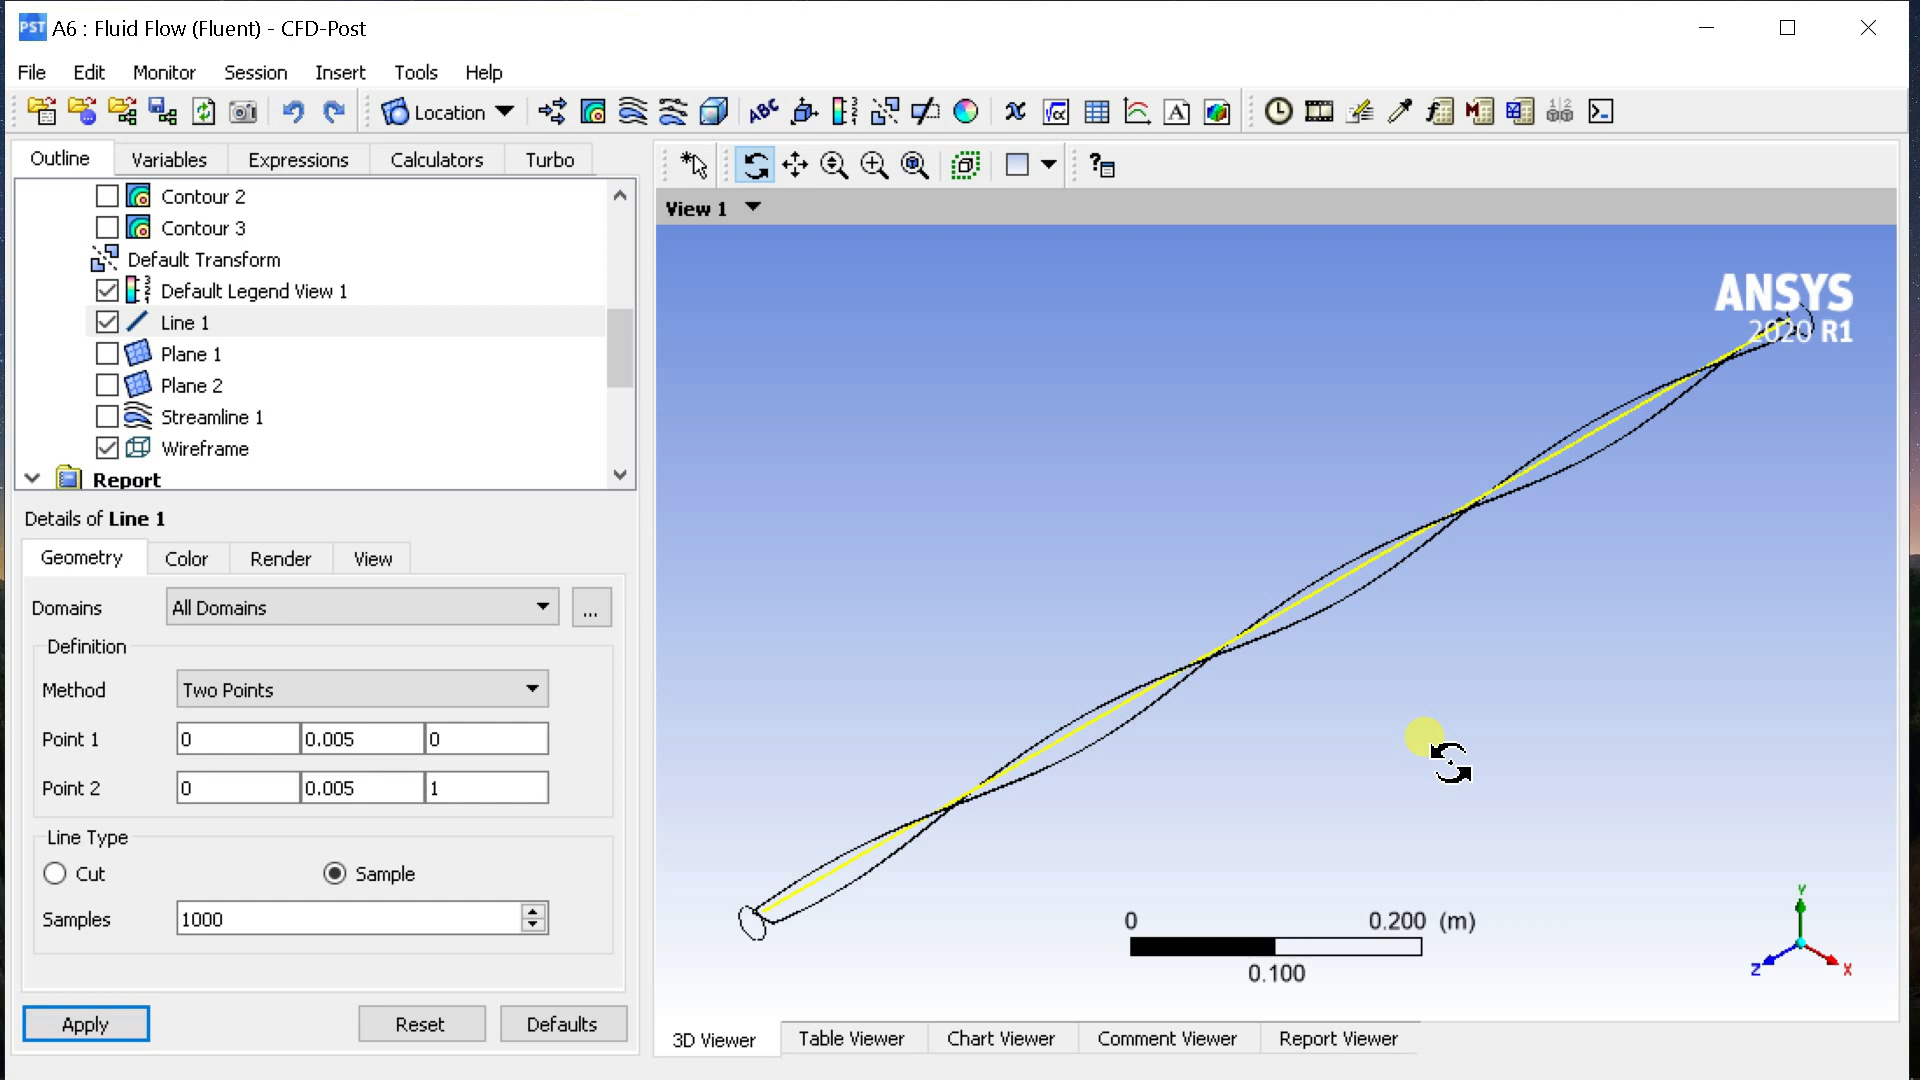 PST A6 : Fluid Flow (Fluent) - CFD-Post
File Edit Monitor Session Insert Tools Help
Location
Outline Variables Expressions Calculators Turbo
Contour 2
Contour 3
Default Transform
Default Legend View 1
Line 1
Plane 1
Plane 2
Streamline 1
Wireframe
Report
Details of Line 1
Geometry Color Render View
Domains All Domains ...
Definition
Method Two Points
Point 1 0 0.005 0
Point 2 0 0.005 1
Line Type
Cut Sample
Samples 1000
Apply Reset Defaults
View 1
ANSYS
2020 R1
0 0.200 (m)
0.100
Y
Z X
3D Viewer Table Viewer Chart Viewer Comment Viewer Report Viewer